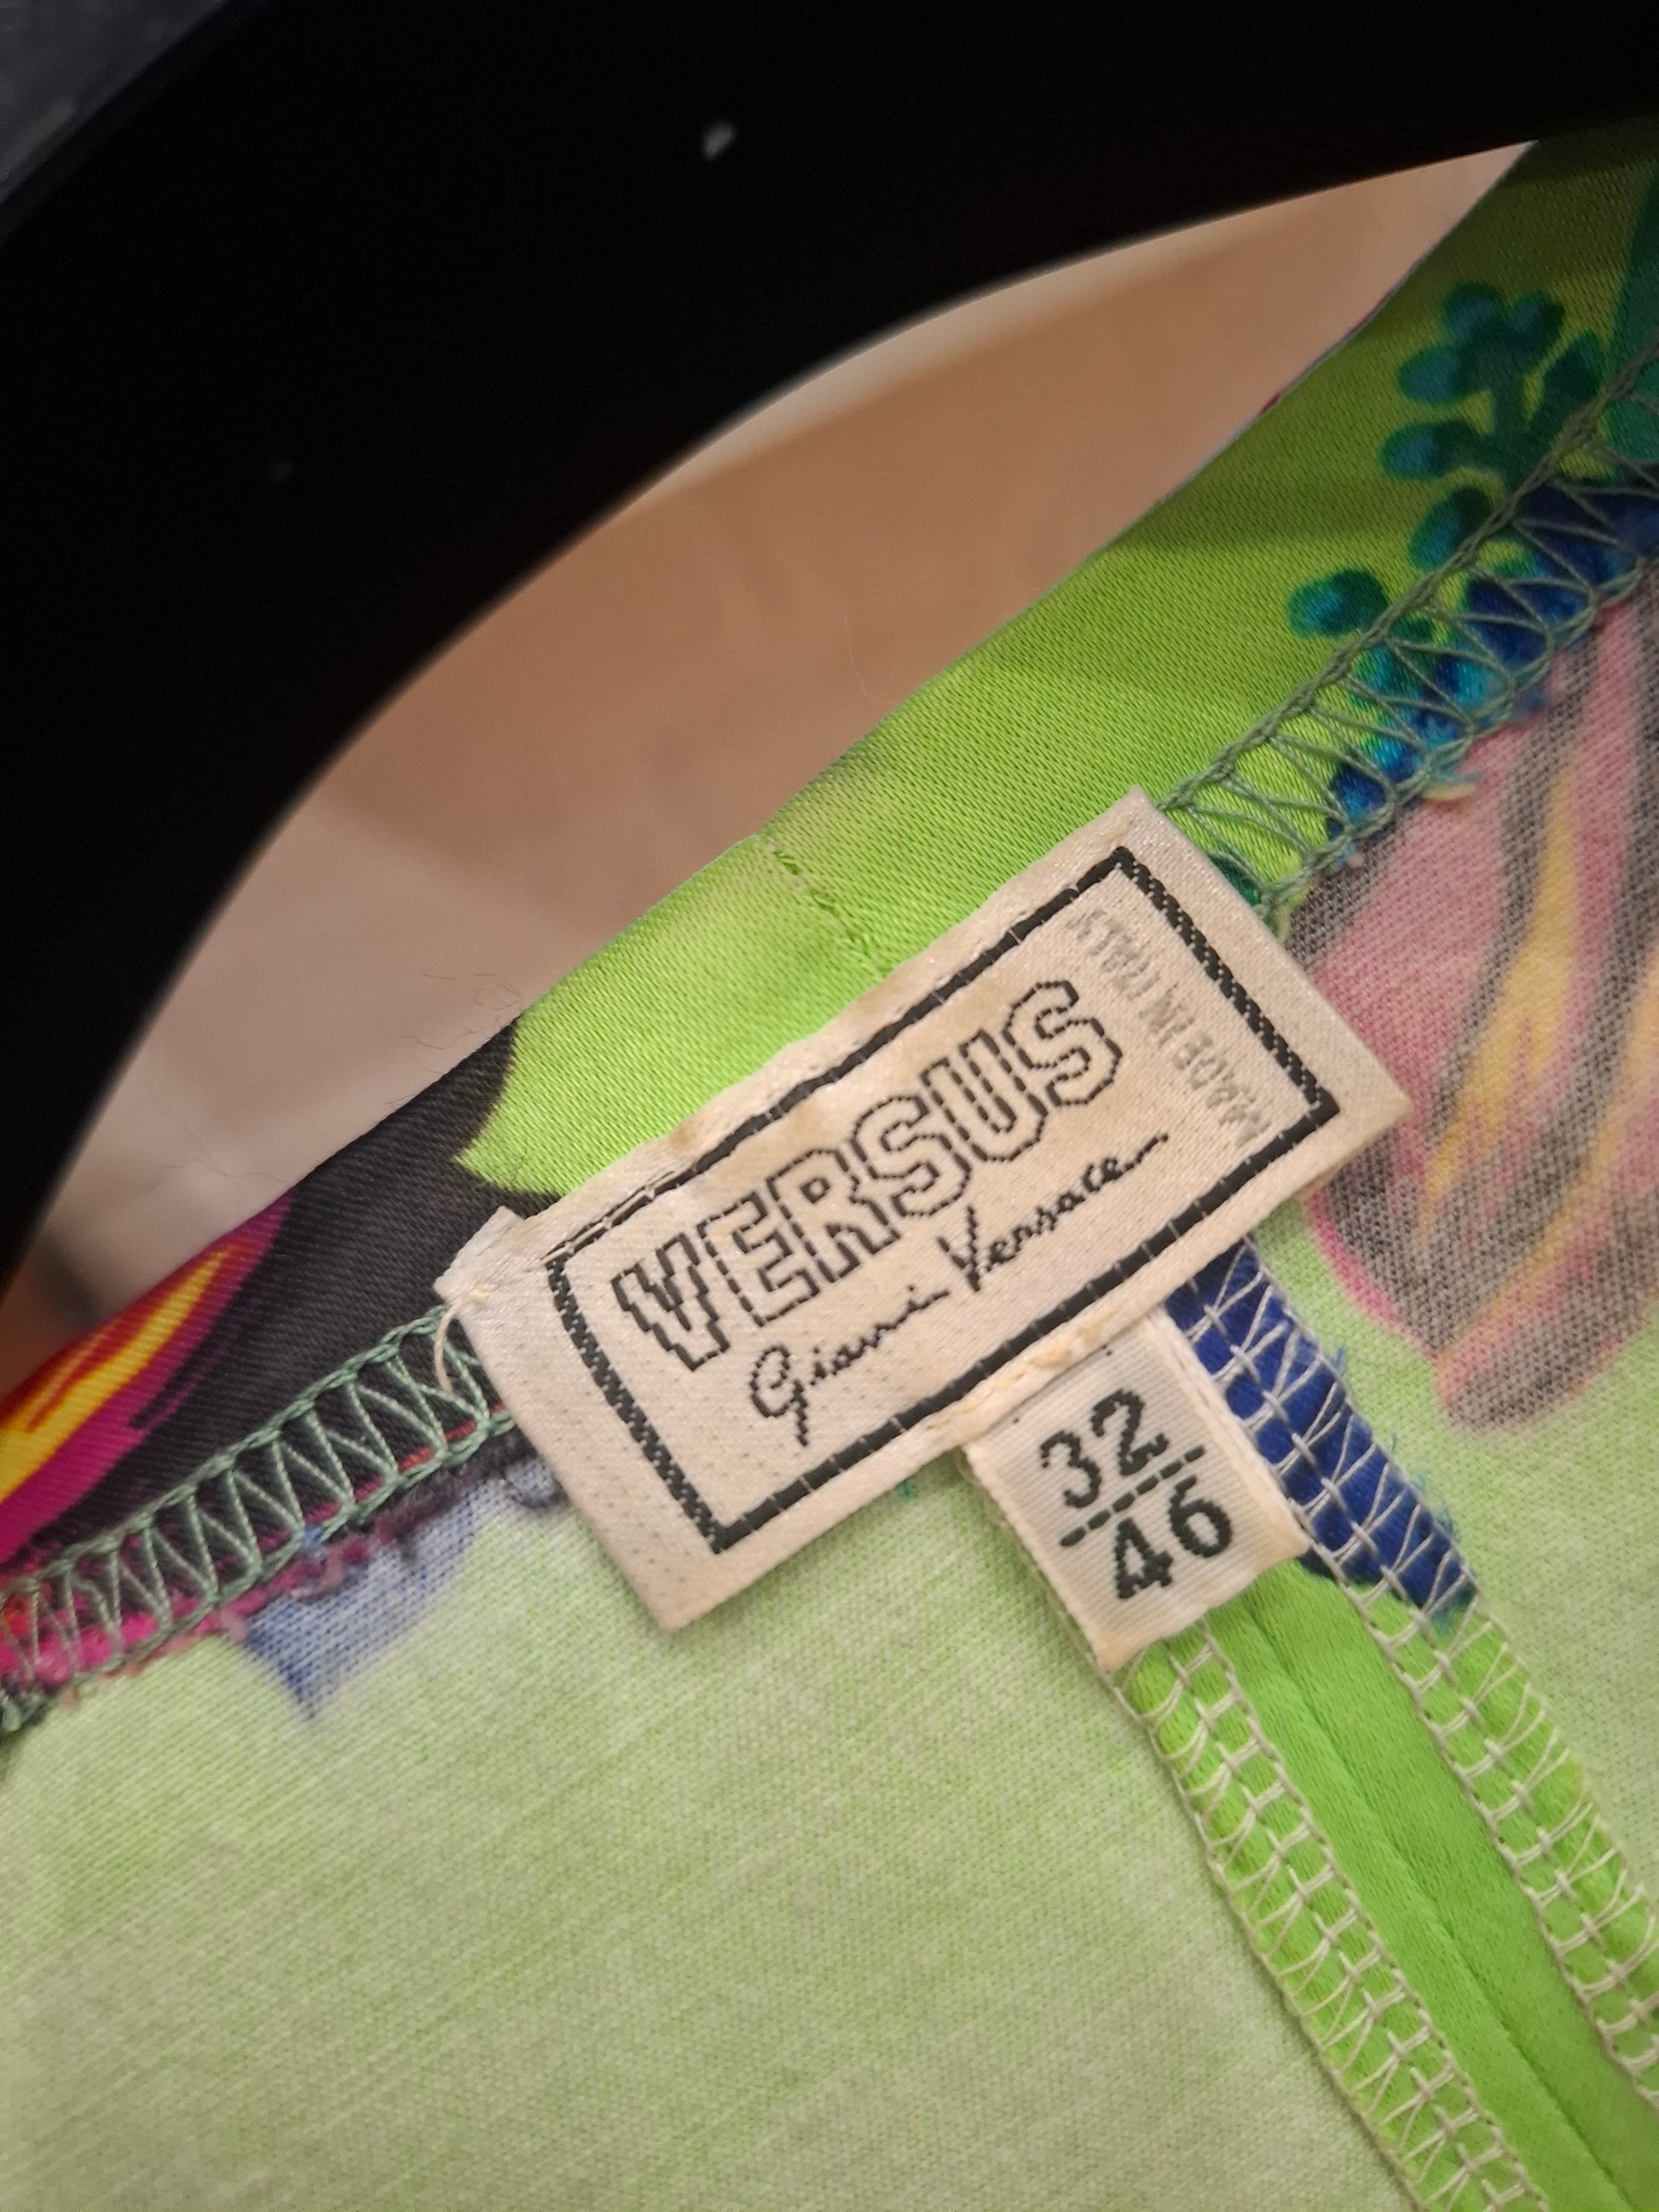 VERSUS
Gianni Versace
MADE IN ITALY
32
46